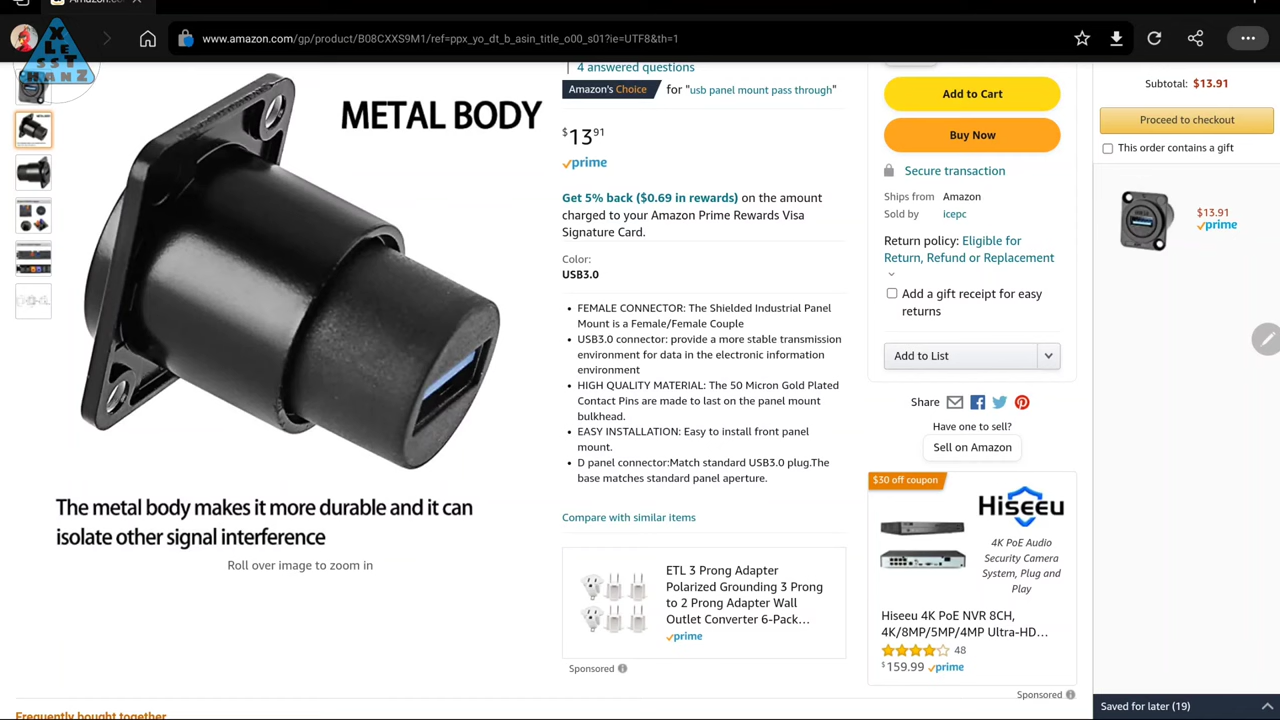 Amazon.co
www.amazon.com/gp/product/B08CXXS9M1/ref=ppx_yo_dt_b_asin_title_o00_s01?ie=UTF8&th=1
X
L E
S S T
H A N Z
METAL BODY
The metal body makes it more durable and it can
isolate other signal interference
Roll over image to zoom in
4 answered questions
Amazon's Choice for "usb panel mount pass through"
$13 91
prime
Get 5% back ($0.69 in rewards) on the amount
charged to your Amazon Prime Rewards Visa
Signature Card.
Color:
USB3.0
• FEMALE CONNECTOR: The Shielded Industrial Panel
Mount is a Female/Female Couple
• USB3.0 connector: provide a more stable transmission
environment for data in the electronic information
environment
• HIGH QUALITY MATERIAL: The 50 Micron Gold Plated
Contact Pins are made to last on the panel mount
bulkhead.
• EASY INSTALLATION: Easy to install front panel
mount.
• D panel connector:Match standard USB3.0 plug.The
base matches standard panel aperture.
Compare with similar items
ETL 3 Prong Adapter
Polarized Grounding 3 Prong
to 2 Prong Adapter Wall
Outlet Converter 6-Pack...
prime
Sponsored
Add to Cart
Buy Now
Secure transaction
Ships from Amazon
Sold by icepc
Return policy: Eligible for
Return, Refund or Replacement
Add a gift receipt for easy
returns
Add to List
Share
Have one to sell?
Sell on Amazon
$30 off coupon
Hiseeu
4K PoE Audio
Security Camera
System, Plug and
Play
Hiseeu 4K PoE NVR 8CH,
4K/8MP/5MP/4MP Ultra-HD...
48
$159.99 prime
Sponsored
Subtotal: $13.91
Proceed to checkout
This order contains a gift
$13.91
prime
Saved for later (19)
Frequently bought together